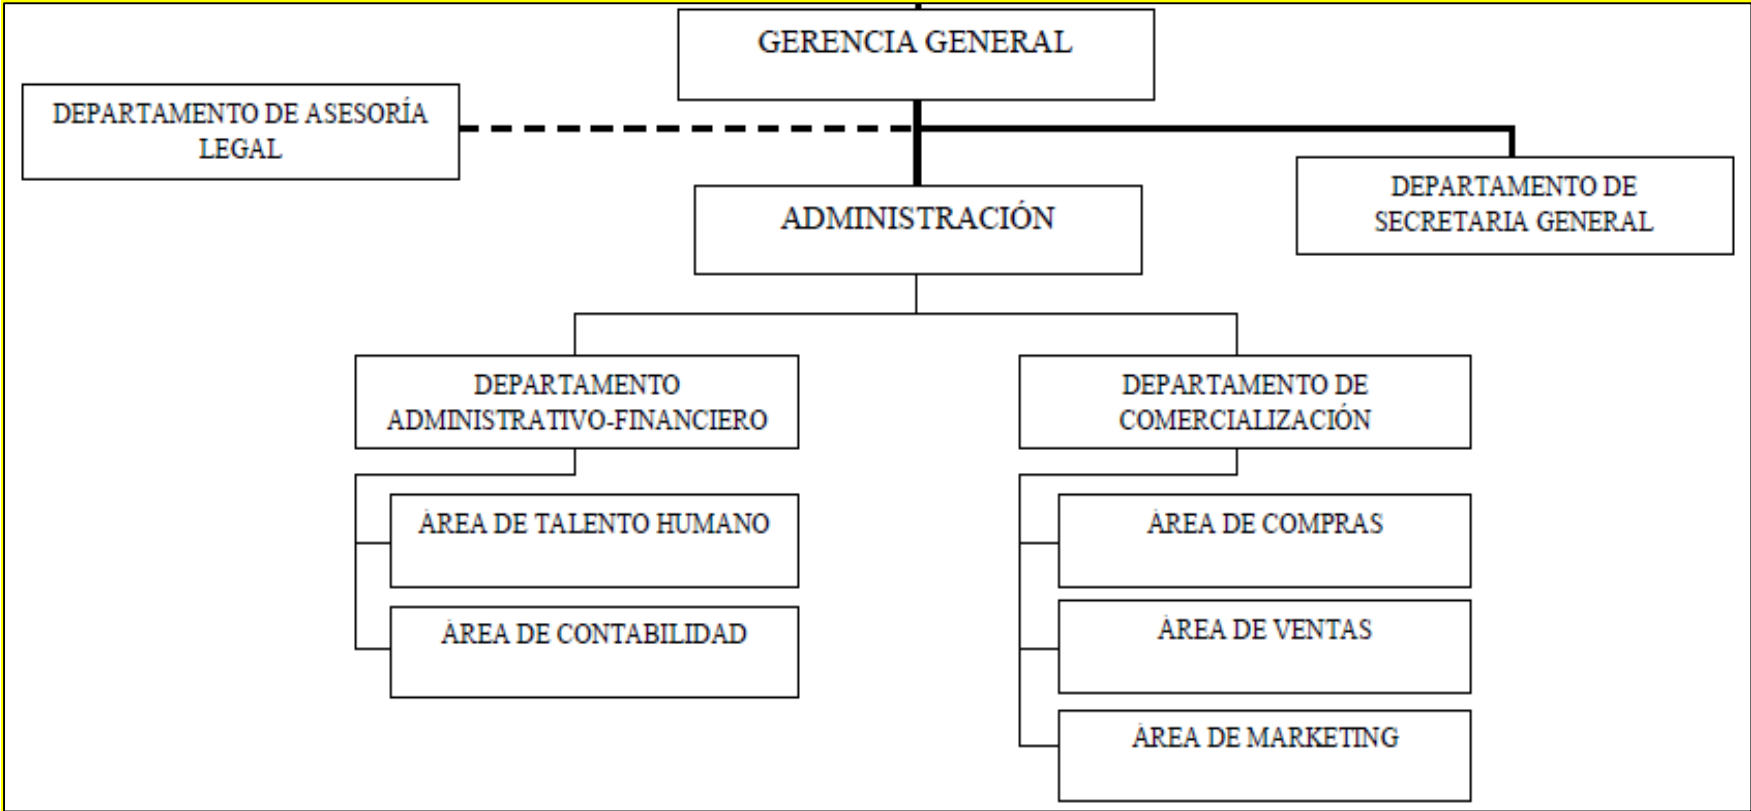 GERENCIA GENERAL
DEPARTAMENTO DE ASESORÍA
LEGAL
DEPARTAMENTO DE
SECRETARIA GENERAL
ADMINISTRACIÓN
DEPARTAMENTO
ADMINISTRATIVO-FINANCIERO
DEPARTAMENTO DE
COMERCIALIZACIÓN
ÁREA DE TALENTO HUMANO
ÁREA DE CONTABILIDAD
ÁREA DE COMPRAS
ÁREA DE VENTAS
ÁREA DE MARKETING